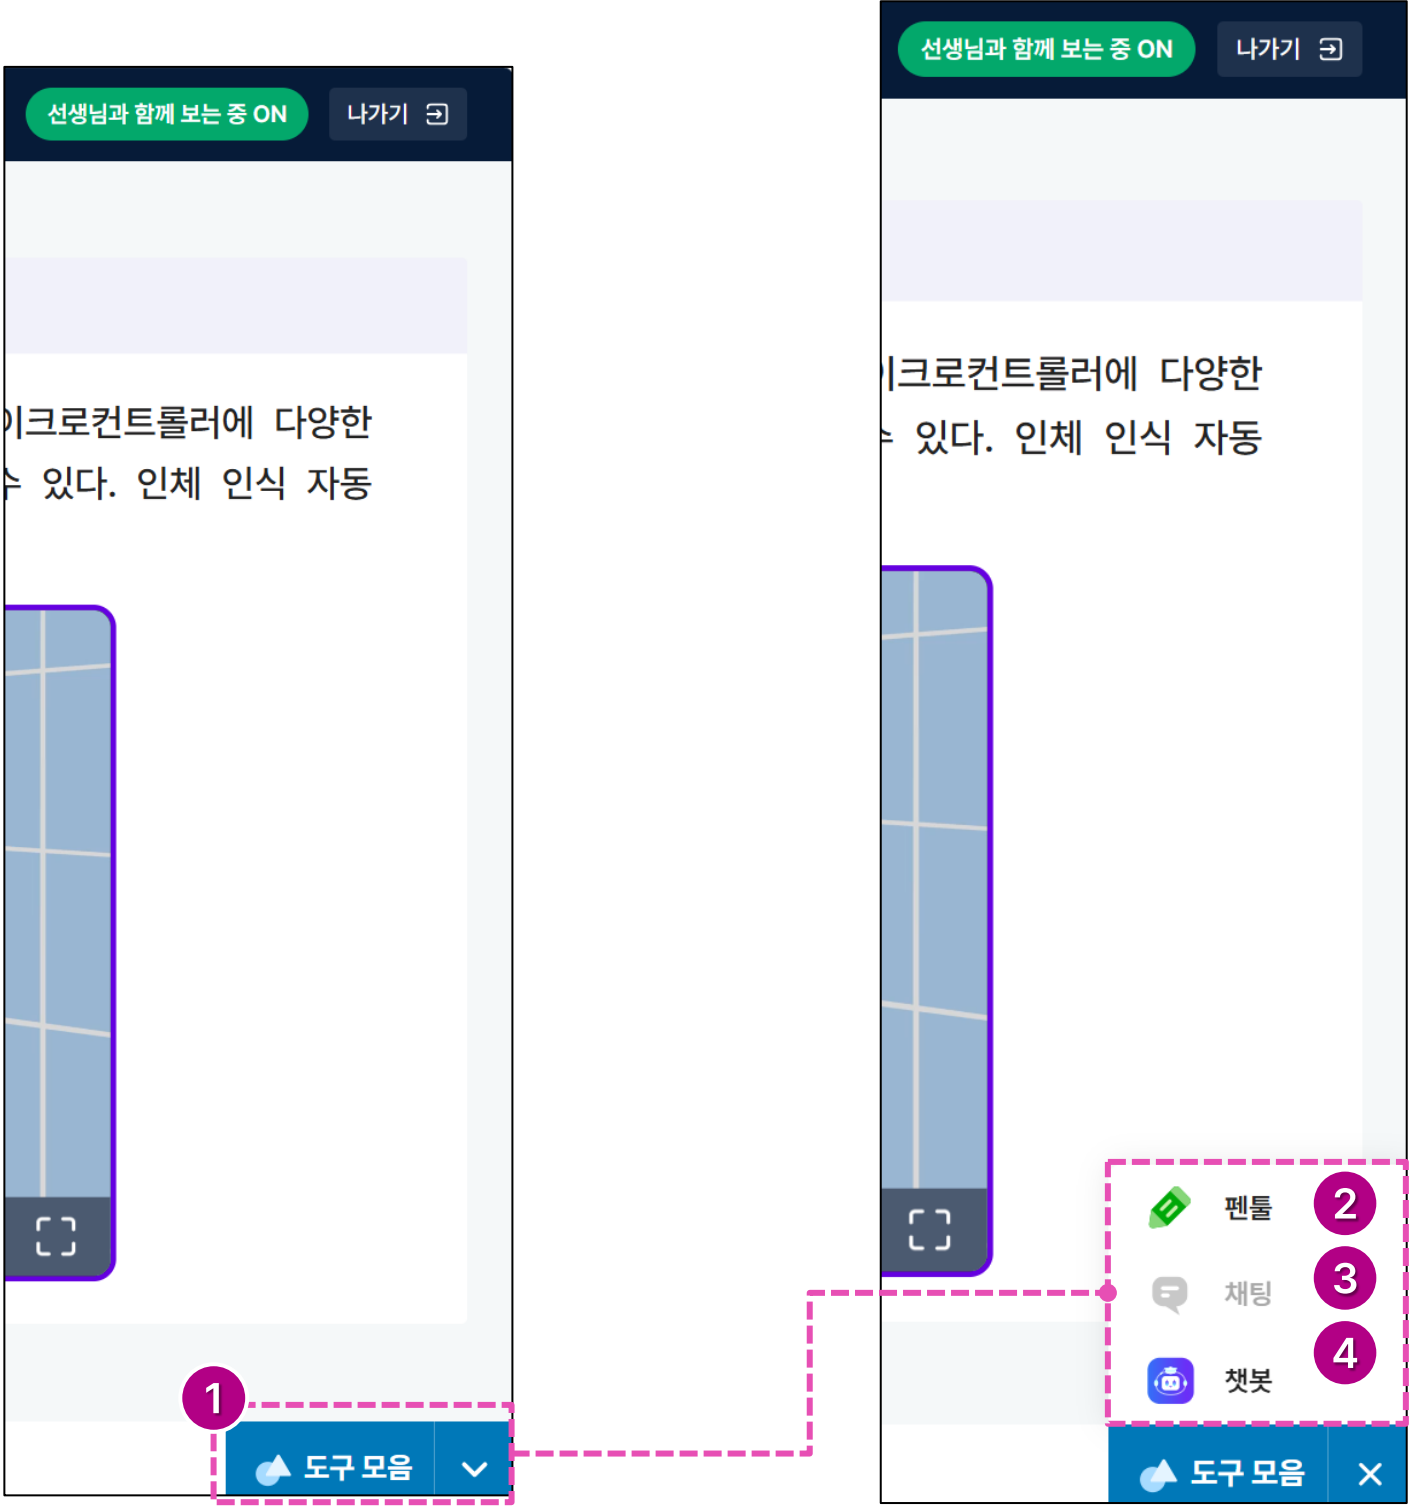 선생님과 함께 보는 중 ON
나가기
이크로컨트롤러에 다양한
수 있다. 인체 인식 자동
1
도구 모음
선생님과 함께 보는 중 ON
나가기
이크로컨트롤러에 다양한
수 있다. 인체 인식 자동
펜툴 2
채팅 3
챗봇 4
도구 모음